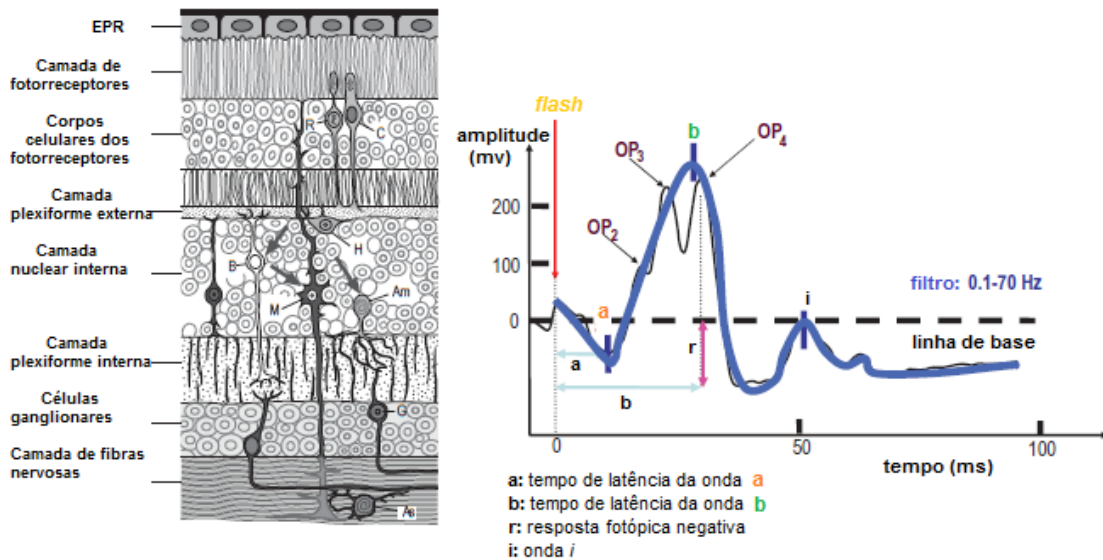 EPR
Camada de
fotorreceptores
Corpos
celulares dos
fotorreceptores
Camada
plexiforme externa
Camada
nuclear interna
Camada
plexiforme interna
Células
ganglionares
Camada de fibras
nervosas
R
C
H
B
Am
M
G
As
flash
amplitude
(mv)
b
OP3
OP4
OP2
200
100
0
a
i
filtro: 0.1-70 Hz
linha de base
a
r
b
0
50
100
tempo (ms)
a: tempo de latência da onda a
b: tempo de latência da onda b
r: resposta fotópica negativa
i: onda i